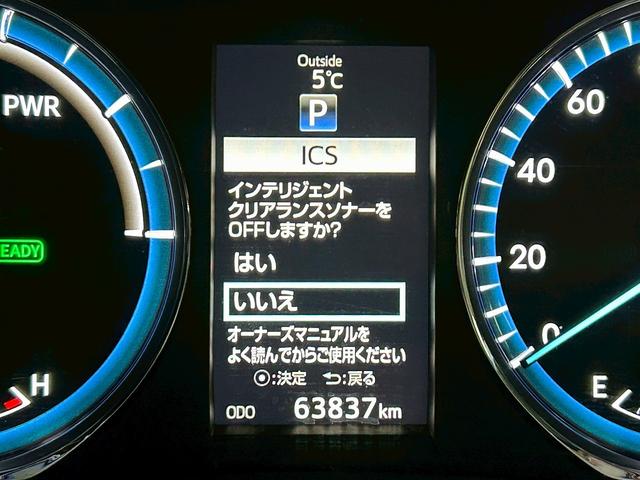 Outside
5℃
P
ICS
インテリジェント
クリアランスソナーを
OFFしますか?
はい
いいえ
オーナーズマニュアルを
よく読んでからご使用ください
:決定 :戻る
ODO 63837km
PWR
EADY
H
60
40
20
0
E